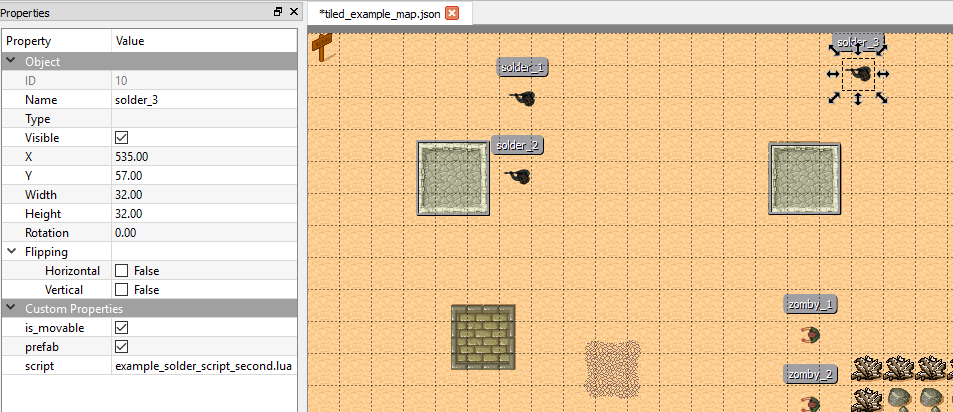 Properties
Property Value
Object
ID 10
Name solder_3
Type
Visible
X 535.00
Y 57.00
Width 32.00
Height 32.00
Rotation 0.00
Flipping
Horizontal False
Vertical False
Custom Properties
is_movable
prefab
script example_solder_script_second.lua
*tiled_example_map.json
solder_3
solder_1
solder_2
zomby_1
zomby_2